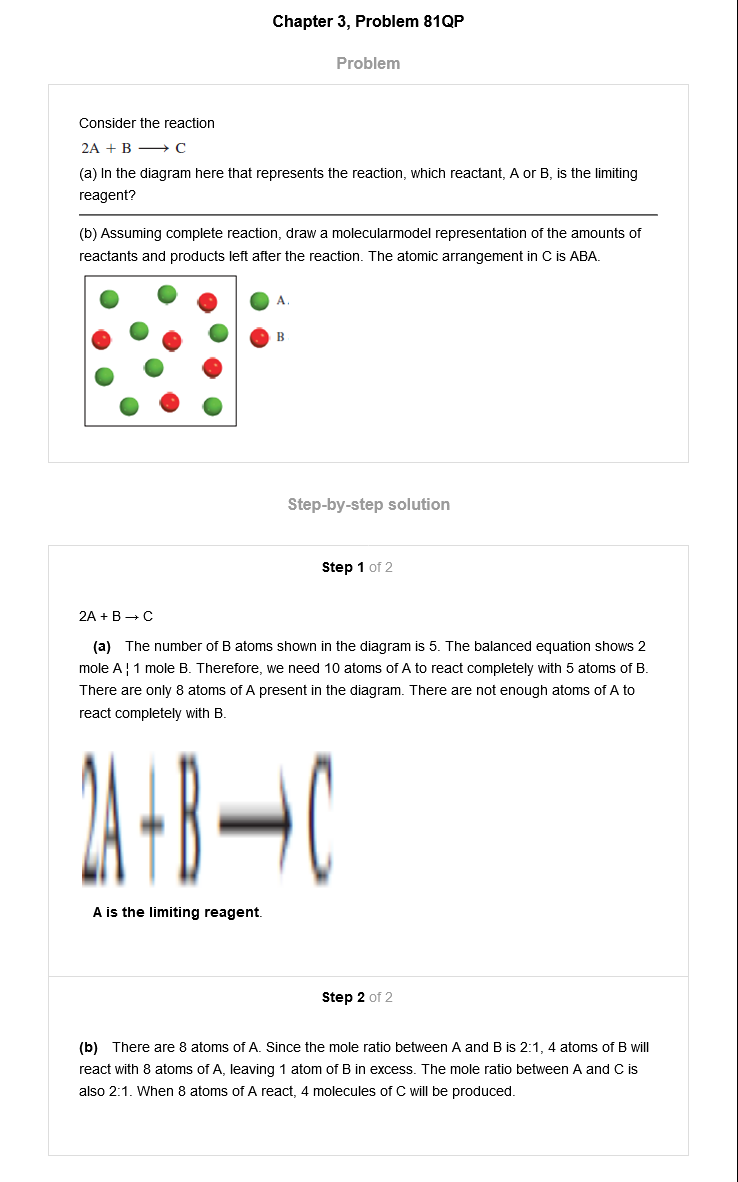 Chapter 3, Problem 81QP
Problem
Consider the reaction
2A + B ⟶ C
(a) In the diagram here that represents the reaction, which reactant, A or B, is the limiting
reagent?
(b) Assuming complete reaction, draw a molecularmodel representation of the amounts of
reactants and products left after the reaction. The atomic arrangement in C is ABA.
A.
B
Step-by-step solution
Step 1 of 2
2A + B → C
(a) The number of B atoms shown in the diagram is 5. The balanced equation shows 2
mole A ¦ 1 mole B. Therefore, we need 10 atoms of A to react completely with 5 atoms of B.
There are only 8 atoms of A present in the diagram. There are not enough atoms of A to
react completely with B.
2A + B ⟶ C
A is the limiting reagent.
Step 2 of 2
(b) There are 8 atoms of A. Since the mole ratio between A and B is 2:1, 4 atoms of B will
react with 8 atoms of A, leaving 1 atom of B in excess. The mole ratio between A and C is
also 2:1. When 8 atoms of A react, 4 molecules of C will be produced.